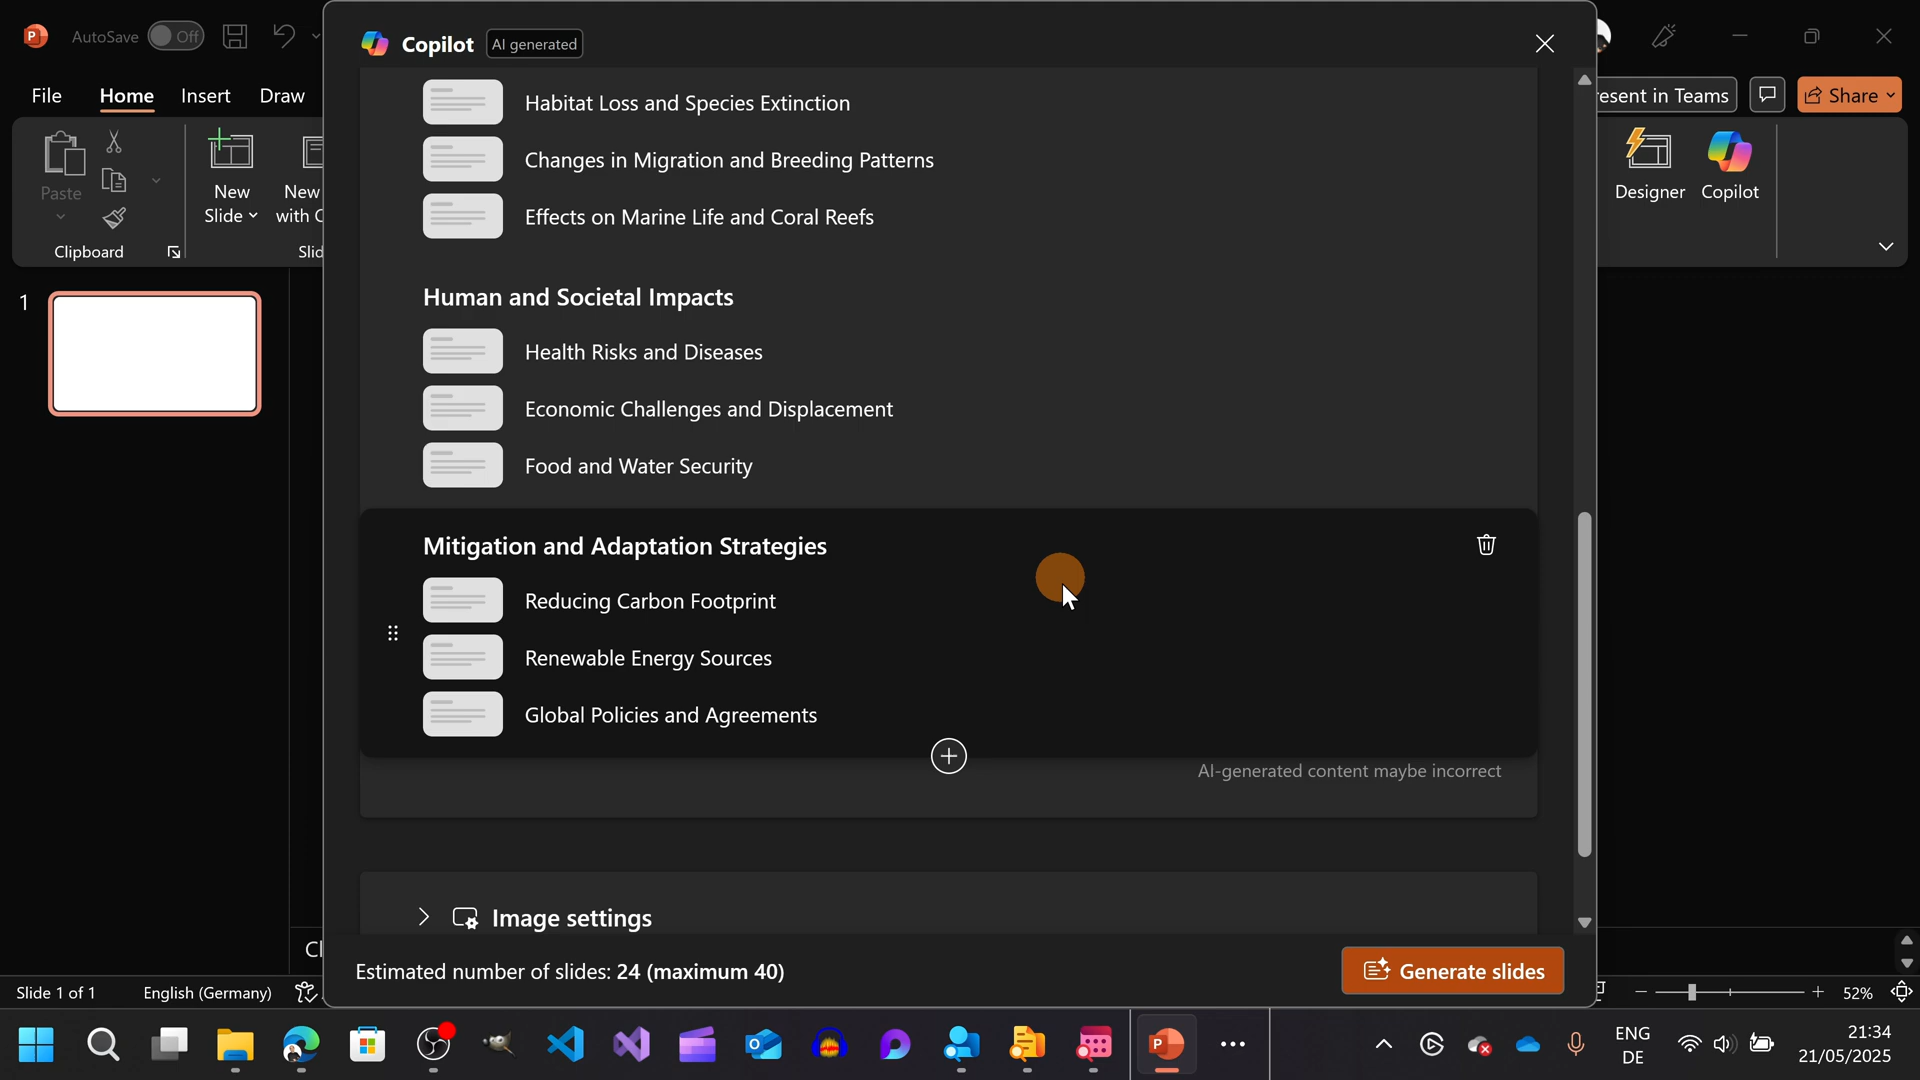 AutoSave Off
Copilot AI generated
File Home Insert Draw
esent in Teams
Share
Paste
New Slide
New with C
Clipboard
Slid
Designer
Copilot
1
Habitat Loss and Species Extinction
Changes in Migration and Breeding Patterns
Effects on Marine Life and Coral Reefs
Human and Societal Impacts
Health Risks and Diseases
Economic Challenges and Displacement
Food and Water Security
Mitigation and Adaptation Strategies
Reducing Carbon Footprint
Renewable Energy Sources
Global Policies and Agreements
AI-generated content maybe incorrect
Image settings
Cl
Estimated number of slides: 24 (maximum 40)
Generate slides
Slide 1 of 1
English (Germany)
52%
ENG
DE
21:34
21/05/2025